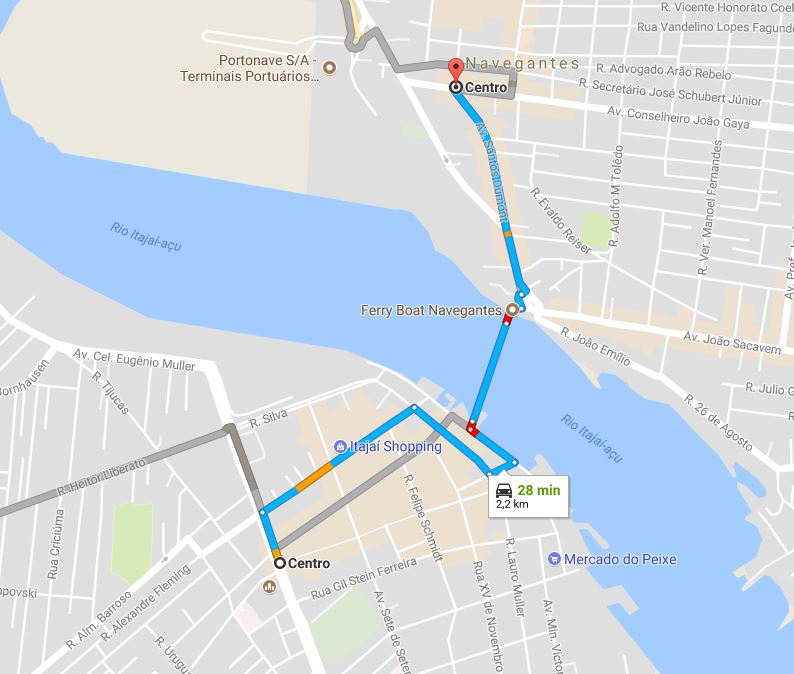 R. Vicente Honorato Coel
Rua Vandelino Lopes Fagund
Portonave S/A -
Terminais Portuários...
Navegantes
R. Advogado Arão Rebelo
Centro
R. Secretário José Schubert Júnior
Av. Conselheiro João Gaya
Av. Santos Dumont
R. Adolfo M Tolêdo
R. Ver. Manoel Fernandes
R. Evaldo Reiser
Rio Itajaí-açu
Av. Pref.
Ferry Boat Navegantes
R. João Emílio
Av. João Sacavem
Av. Cel. Eugênio Muller
Bornhausen
R. Tijucas
R. Julio G
R. 26 de Agosto
R. Silva
Rio Itajaí-açu
Itajaí Shopping
R. Heitor Liberato
R. Felipe Schmidt
28 min
2,2 km
Rua Criciúma
Centro
Mercado do Peixe
R. Lauro Muller
Rua Gil Stein Ferreira
Rua XV de Novembro
R. Alm. Barroso
R. Alexandre Fleming
mpovski
Av. Sete de Seter
Av. Min. Victor
R. Urugu